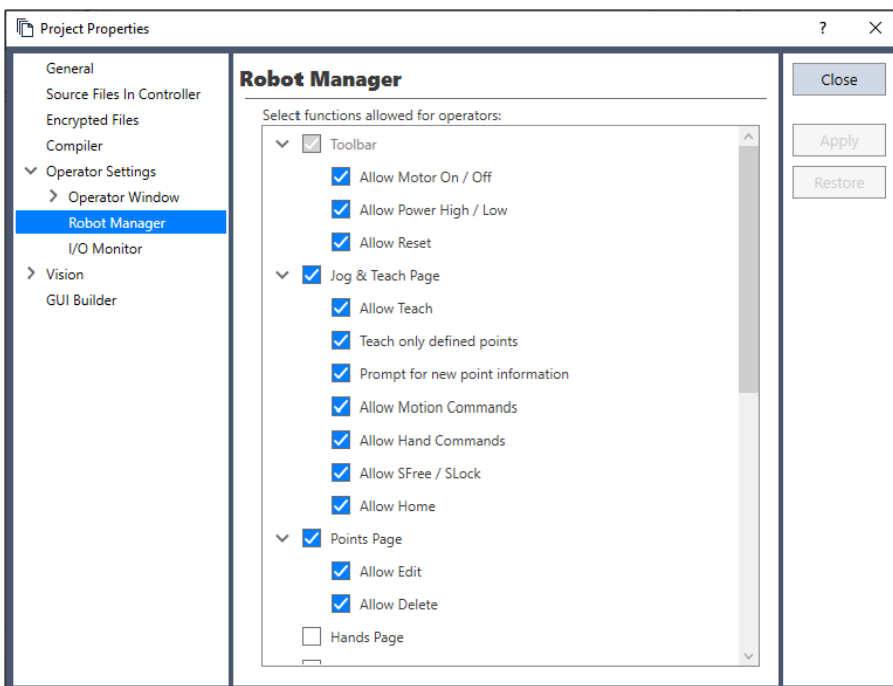 Project Properties
?
General
Source Files In Controller
Encrypted Files
Compiler
Operator Settings
Operator Window
Robot Manager
I/O Monitor
Vision
GUI Builder
Robot Manager
Select functions allowed for operators:
Toolbar
Allow Motor On / Off
Allow Power High / Low
Allow Reset
Jog & Teach Page
Allow Teach
Teach only defined points
Prompt for new point information
Allow Motion Commands
Allow Hand Commands
Allow SFree / SLock
Allow Home
Points Page
Allow Edit
Allow Delete
Hands Page
Close
Apply
Restore